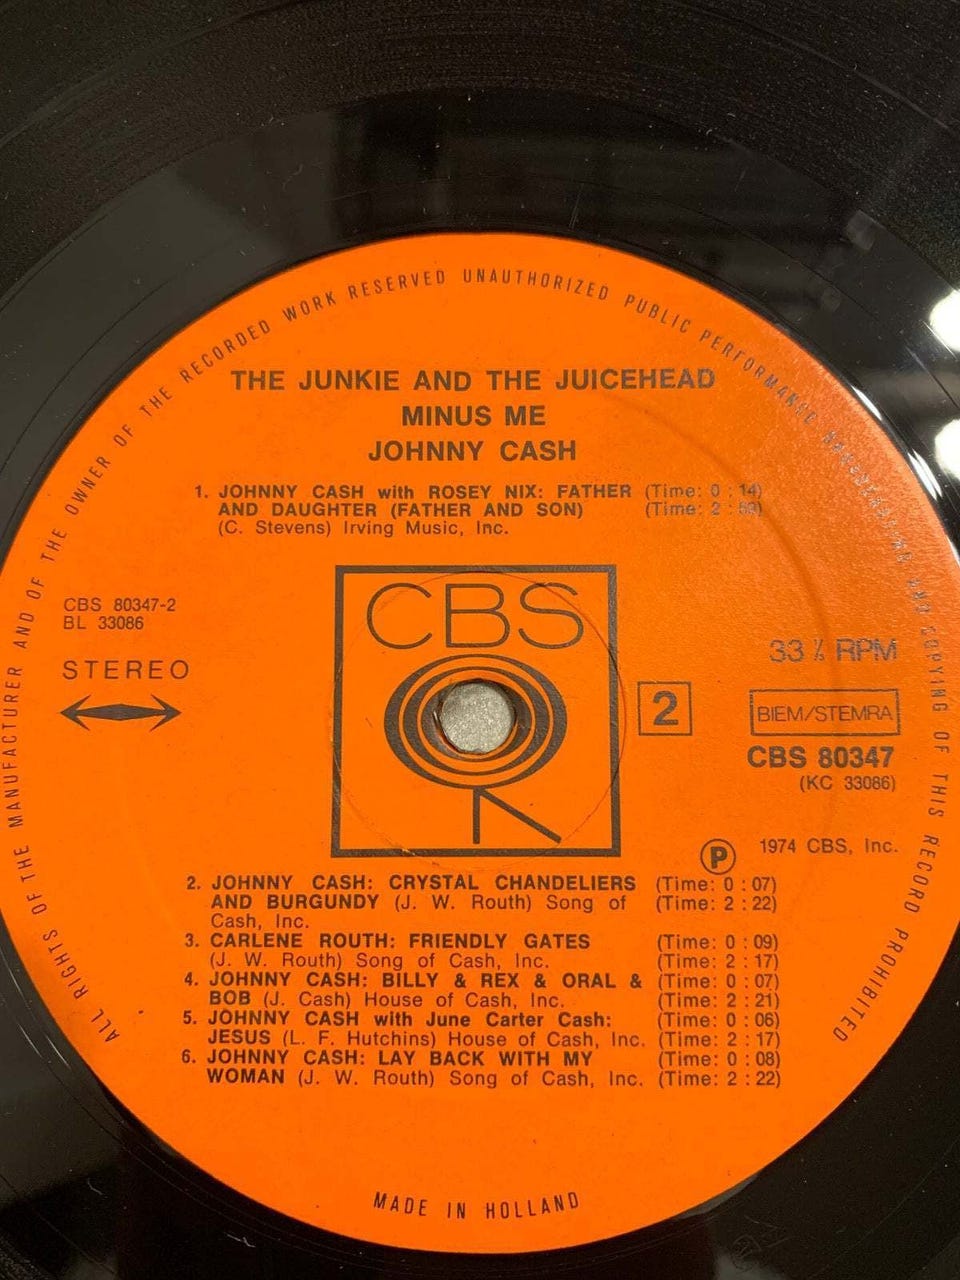 ALL RIGHTS OF THE MANUFACTURER AND OF THE OWNER OF THE RECORDED WORK RESERVED UNAUTHORIZED PUBLIC PERFORMANCE BROADCASTING AND COPYING OF THIS RECORD PROHIBITED
THE JUNKIE AND THE JUICEHEAD
MINUS ME
JOHNNY CASH
1. JOHNNY CASH with ROSEY NIX: FATHER (Time: 0 : 14)
AND DAUGHTER (FATHER AND SON) (Time: 2 : 59)
(C. Stevens) Irving Music, Inc.
CBS
CBS 80347-2
BL 33086
STEREO
33 ⅓ RPM
2
BIEM/STEMRA
CBS 80347
(KC 33086)
Ⓟ 1974 CBS, Inc.
2. JOHNNY CASH: CRYSTAL CHANDELIERS (Time: 0 : 07)
AND BURGUNDY (J. W. Routh) Song of (Time: 2 : 22)
Cash, Inc.
3. CARLENE ROUTH: FRIENDLY GATES (Time: 0 : 09)
(J. W. Routh) Song of Cash, Inc. (Time: 2 : 17)
4. JOHNNY CASH: BILLY & REX & ORAL & (Time: 0 : 07)
BOB (J. Cash) House of Cash, Inc. (Time: 2 : 21)
5. JOHNNY CASH with June Carter Cash: (Time: 0 : 06)
JESUS (L. F. Hutchins) House of Cash, Inc. (Time: 2 : 17)
6. JOHNNY CASH: LAY BACK WITH MY (Time: 0 : 08)
WOMAN (J. W. Routh) Song of Cash, Inc. (Time: 2 : 22)
MADE IN HOLLAND